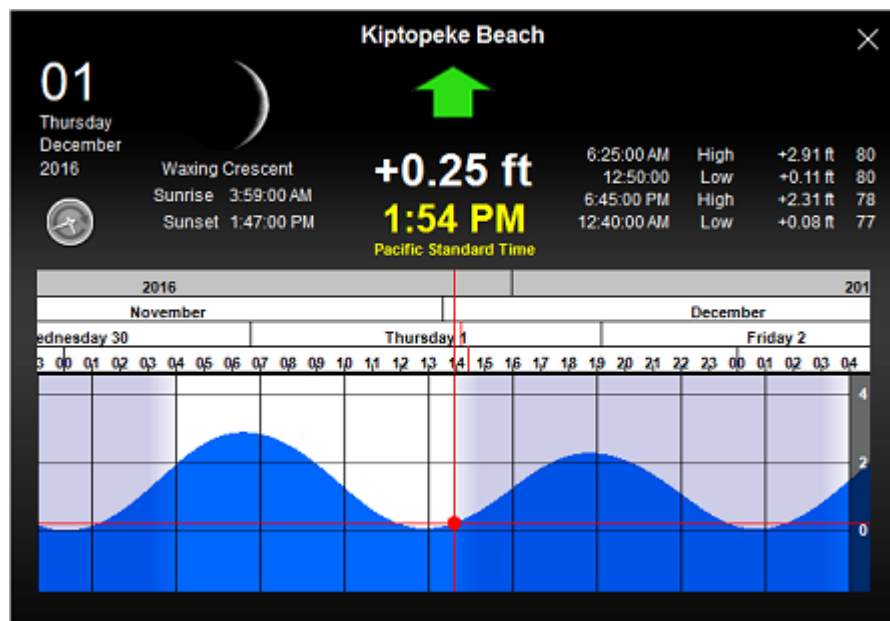 Kiptopeke Beach
01
Thursday
December
2016
Waxing Crescent
Sunrise 3:59:00 AM
Sunset 1:47:00 PM
+0.25 ft
1:54 PM
Pacific Standard Time
6:25:00 AM High +2.91 ft 80
12:50:00 Low +0.11 ft 80
6:45:00 PM High +2.31 ft 78
12:40:00 AM Low +0.08 ft 77
2016 201
November December
ednesday 30 Thursday 1 Friday 2
3 00 01 02 03 04 05 06 07 08 09 10 11 12 13 14 15 16 17 18 19 20 21 22 23 00 01 02 03 04
4
2
0